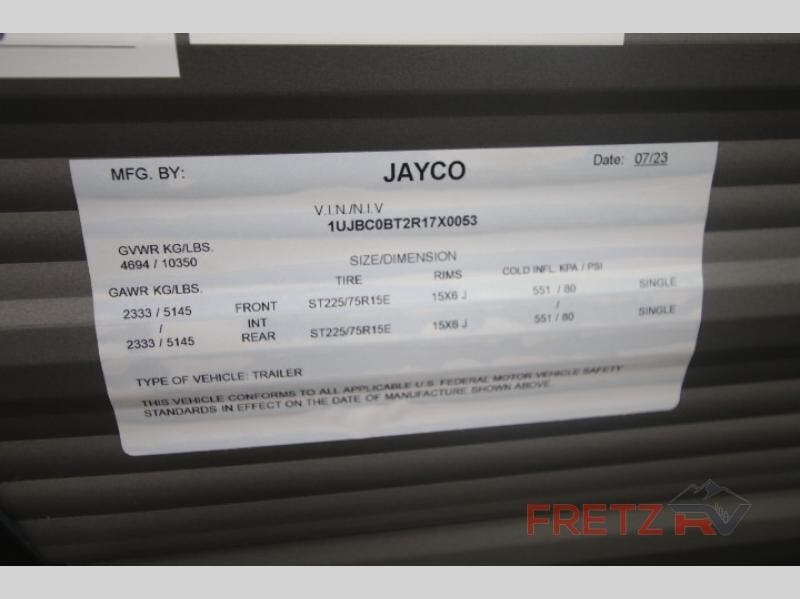 MFG. BY: JAYCO Date: 07/23
V.I.N./N.I.V
1UJBC0BT2R17X0053
GVWR KG/LBS.
4694 / 10350
SIZE/DIMENSION
GAWR KG/LBS. TIRE RIMS COLD INFL. KPA / PSI
2333 / 5145 FRONT ST225/75R15E 15X6 J 551 / 80 SINGLE
/ INT /
2333 / 5145 REAR ST225/75R15E 15X6 J 551 / 80 SINGLE
TYPE OF VEHICLE: TRAILER
THIS VEHICLE CONFORMS TO ALL APPLICABLE U.S. FEDERAL MOTOR VEHICLE SAFETY
STANDARDS IN EFFECT ON THE DATE OF MANUFACTURE SHOWN ABOVE.
FRETZ RV